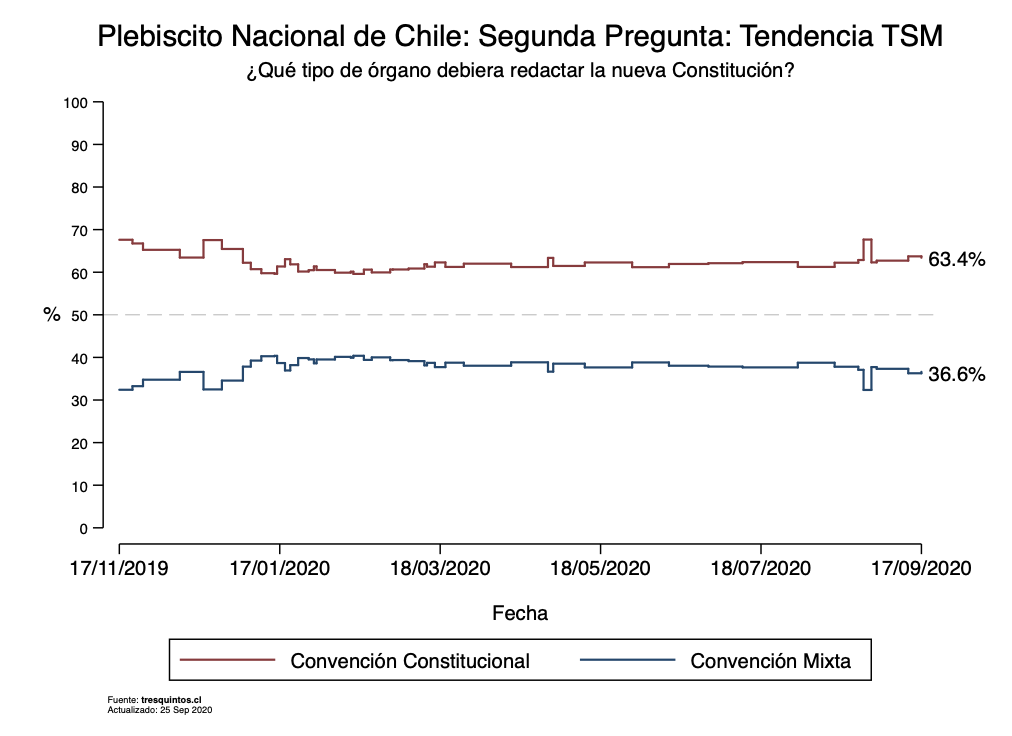 Plebiscito Nacional de Chile: Segunda Pregunta: Tendencia TSM
¿Qué tipo de órgano debiera redactar la nueva Constitución?
100
90
80
70
60
% 50
40
30
20
10
0
63.4%
36.6%
17/11/2019 17/01/2020 18/03/2020 18/05/2020 18/07/2020 17/09/2020
Fecha
Convención Constitucional Convención Mixta
Fuente: tresquintos.cl
Actualizado: 25 Sep 2020